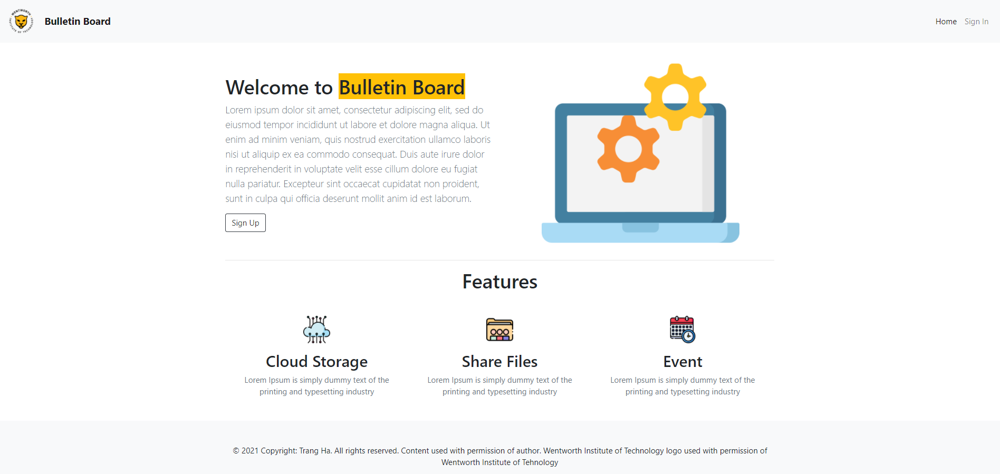 WENTWORTH
INSTITUTE OF TECHNOLOGY
Bulletin Board
Home
Sign In
Welcome to Bulletin Board
Lorem ipsum dolor sit amet, consectetur adipiscing elit, sed do
eiusmod tempor incididunt ut labore et dolore magna aliqua. Ut
enim ad minim veniam, quis nostrud exercitation ullamco laboris
nisi ut aliquip ex ea commodo consequat. Duis aute irure dolor
in reprehenderit in voluptate velit esse cillum dolore eu fugiat
nulla pariatur. Excepteur sint occaecat cupidatat non proident,
sunt in culpa qui officia deserunt mollit anim id est laborum.
Sign Up
Features
Cloud Storage
Lorem Ipsum is simply dummy text of the
printing and typesetting industry
Share Files
Lorem Ipsum is simply dummy text of the
printing and typesetting industry
Event
Lorem Ipsum is simply dummy text of the
printing and typesetting industry
© 2021 Copyright: Trang Ha. All rights reserved. Content used with permission of author. Wentworth Institute of Technology logo used with permission of
Wentworth Institute of Tehnology